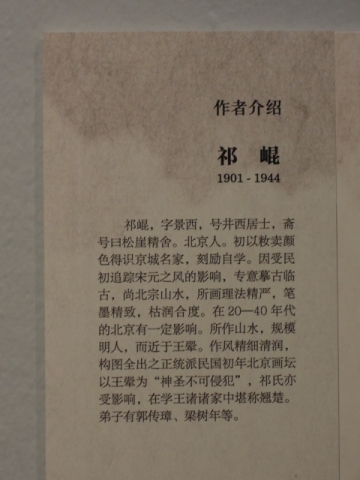 作者介绍
祁 崐
1901 - 1944
祁崐，字景西，号井西居士，斋
号曰松崖精舍。北京人。初以敉卖颜
色得识京城名家，刻励自学。因受民
初追踪宋元之风的影响，专意摹古临
古，尚北宗山水，所画理法精严，笔
墨精致，枯润合度。在 20—40 年代
的北京有一定影响。所作山水，规模
明人，而近于王翚。作风精细清润，
构图全出之正统派民国初年北京画坛
以王翚为“神圣不可侵犯”，祁氏亦
受影响，在学王诸诸家中堪称翘楚。
弟子有郭传璋、梁树年等。